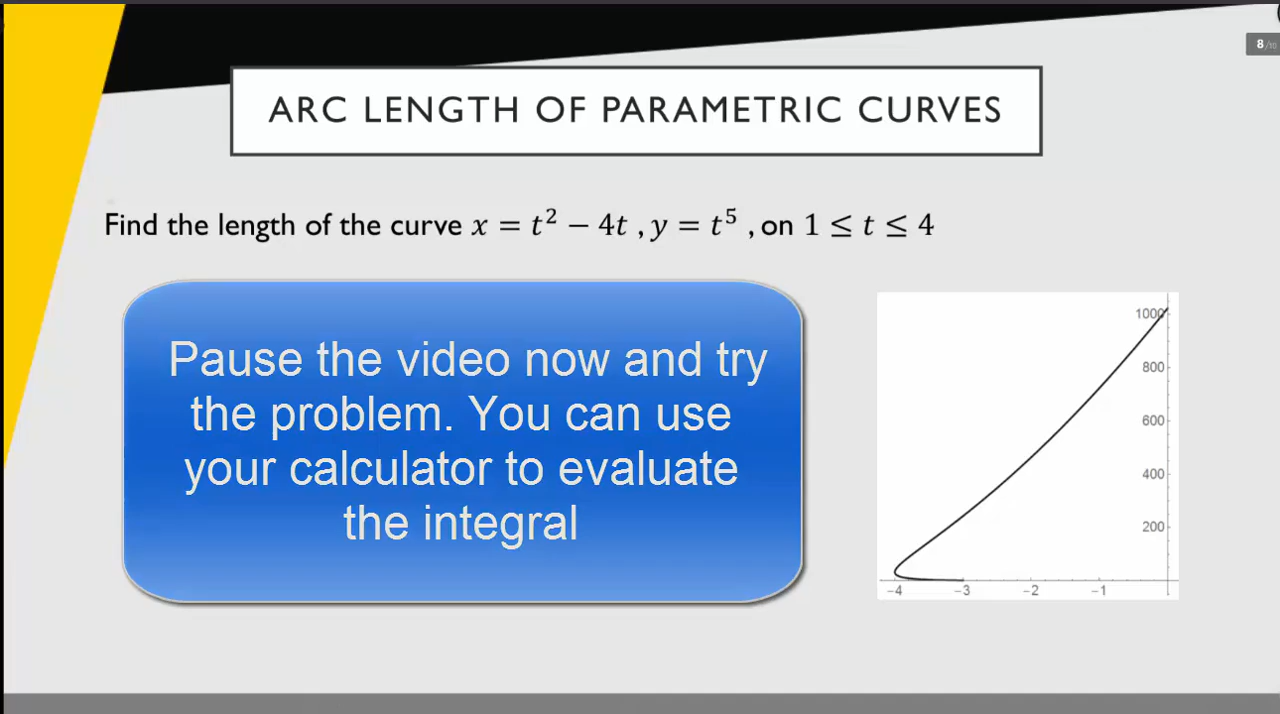 8/10
ARC LENGTH OF PARAMETRIC CURVES
Find the length of the curve x = t² − 4t , y = t⁵ , on 1 ≤ t ≤ 4
Pause the video now and try
the problem. You can use
your calculator to evaluate
the integral
1000
800
600
400
200
−4 −3 −2 −1